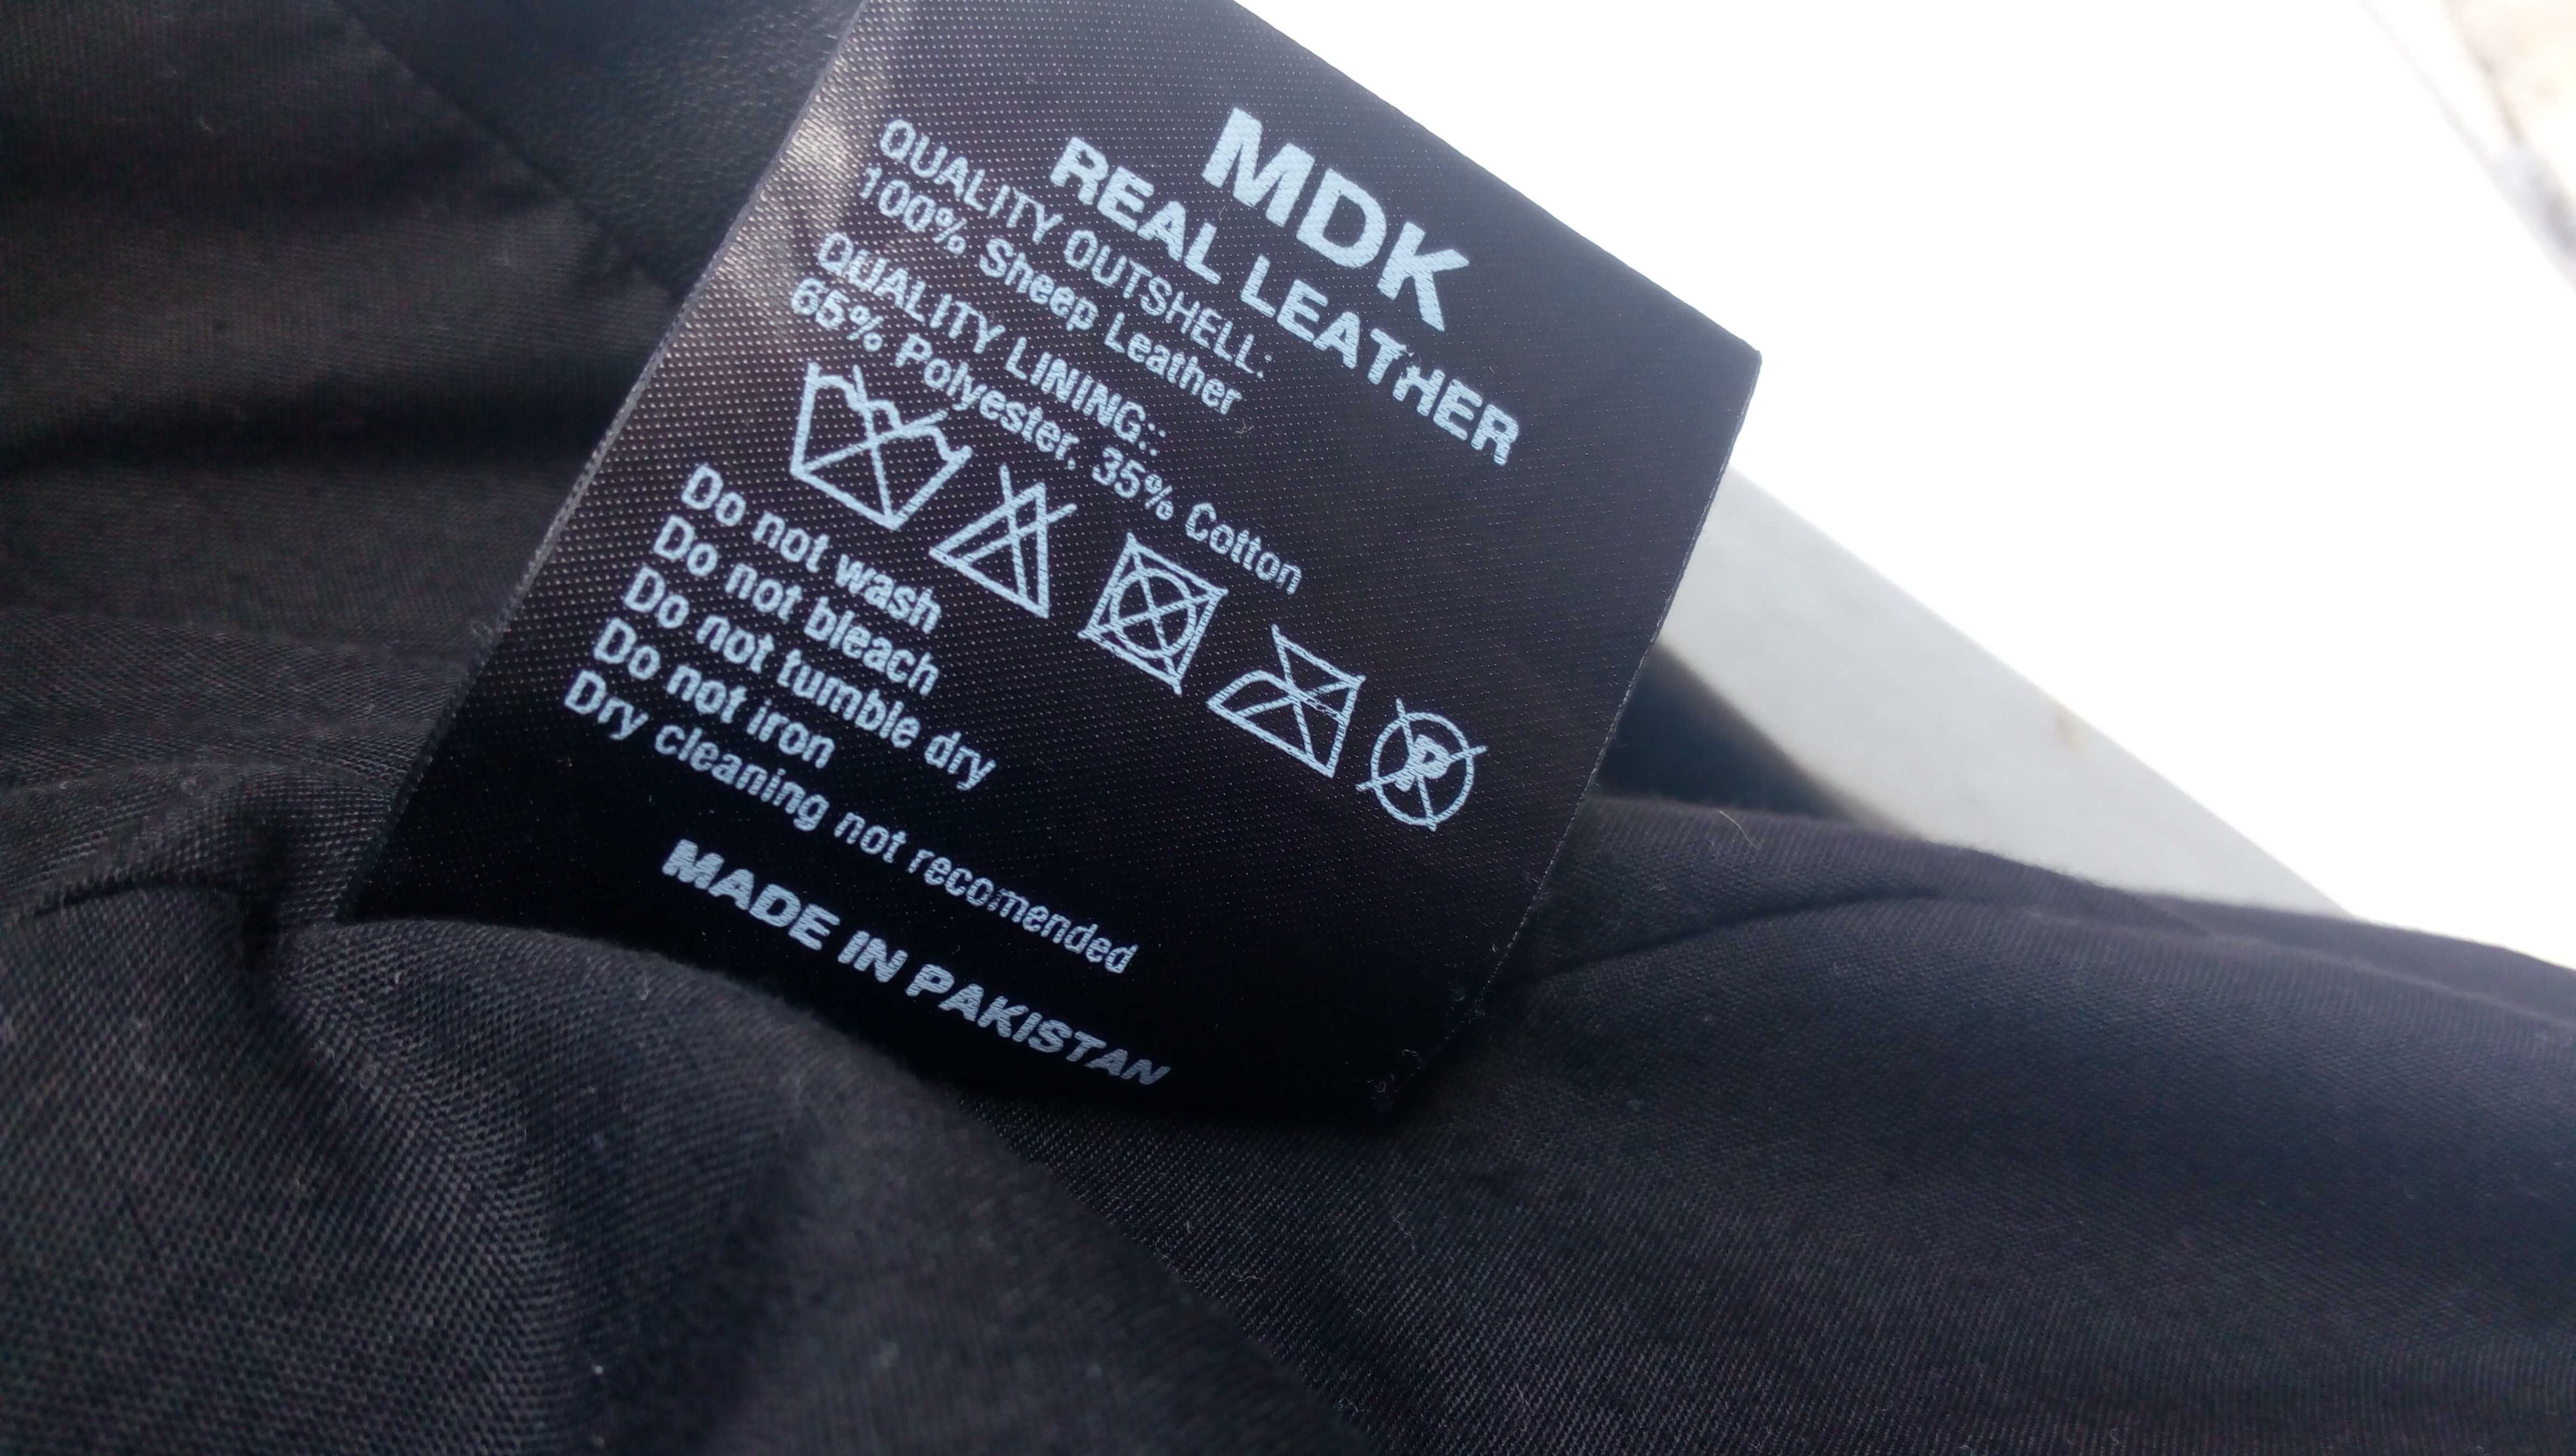 MDK
REAL LEATHER
QUALITY OUTSHELL:
100% Sheep Leather
QUALITY LINING::
65% Polyester, 35% Cotton
P
Do not wash
Do not bleach
Do not tumble dry
Do not iron
Dry cleaning not recomended
MADE IN PAKISTAN